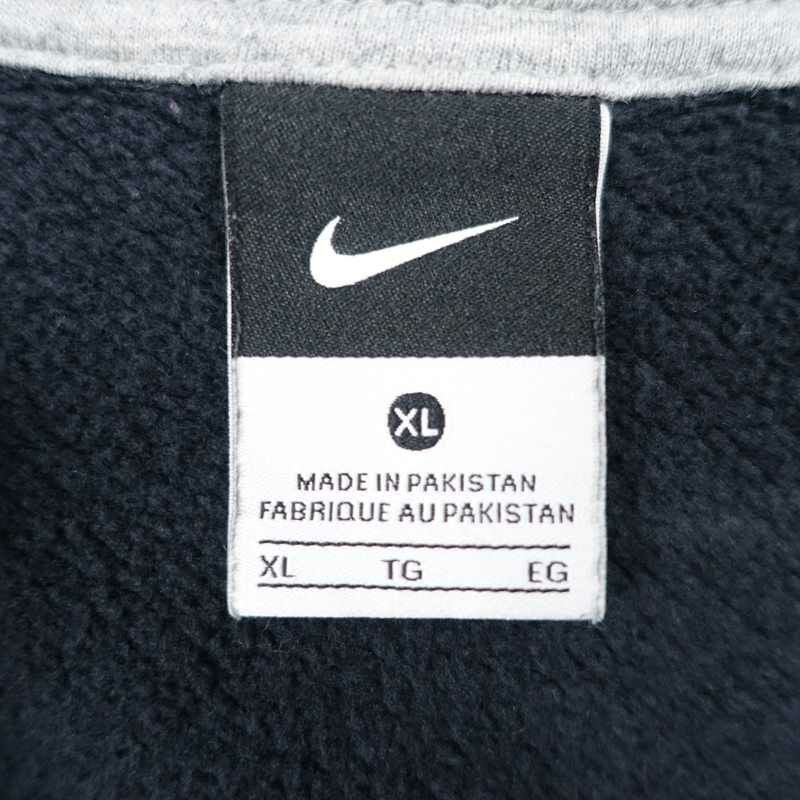 XL
MADE IN PAKISTAN
FABRIQUE AU PAKISTAN
XL TG EG